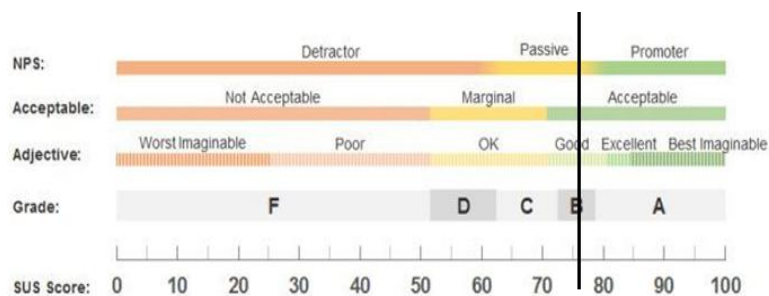 Detractor Passive Promoter
NPS:
Not Acceptable Marginal Acceptable
Acceptable:
Worst Imaginable Poor OK Good Excellent Best Imaginable
Adjective:
Grade: F D C B A
SUS Score: 0 10 20 30 40 50 60 70 80 90 100